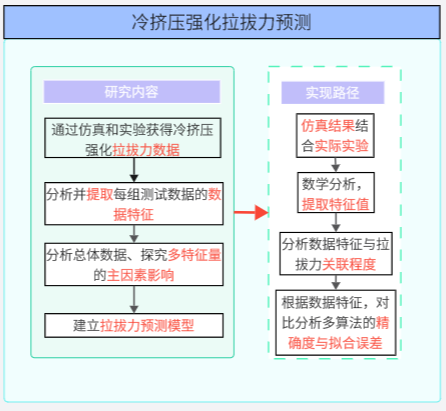 冷挤压强化拉拔力预测
研究内容
通过仿真和实验获得冷挤压
强化拉拔力数据
分析并提取每组测试数据的数
据特征
分析总体数据、探究多特征量
的主因素影响
建立拉拔力预测模型
实现路径
仿真结果结
合实际实验
数学分析，
提取特征值
分析数据特征与拉
拔力关联程度
根据数据特征，对
比分析多算法的精
确度与拟合误差